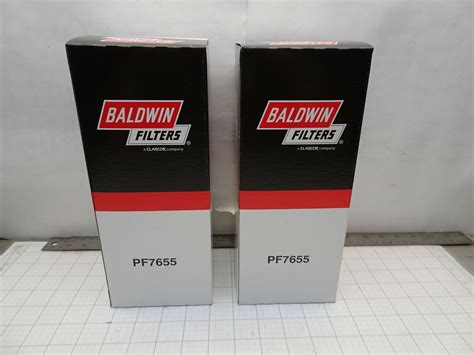 BALDWIN
FILTERS®
a CLARCOR company
PF7655
BALDWIN
FILTERS®
a CLARCOR company
PF7655